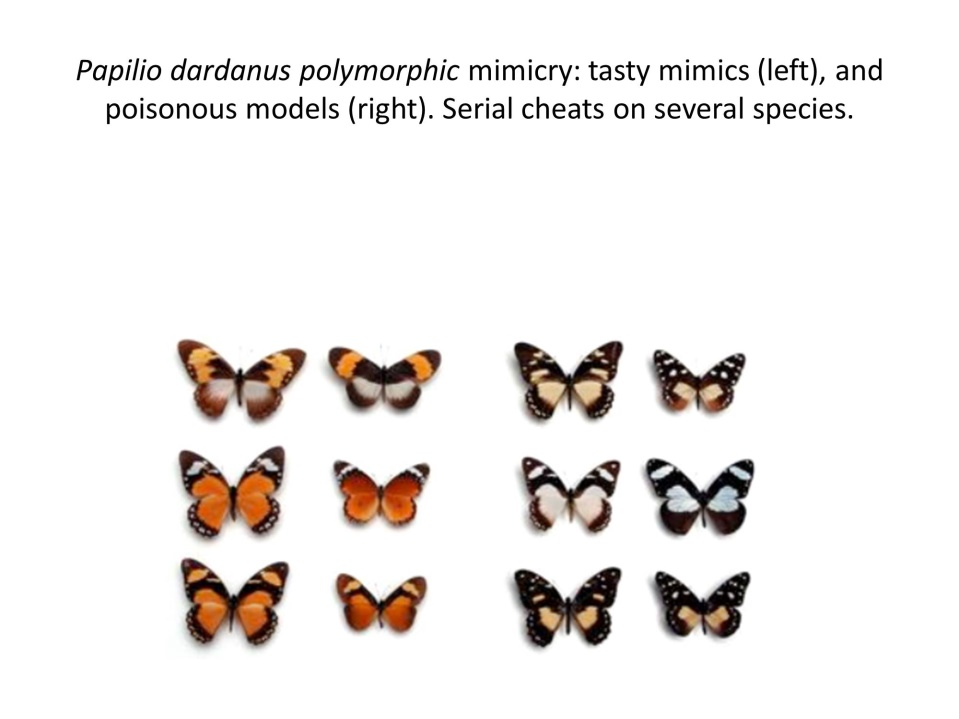 Papilio dardanus polymorphic mimicry: tasty mimics (left), and
poisonous models (right). Serial cheats on several species.